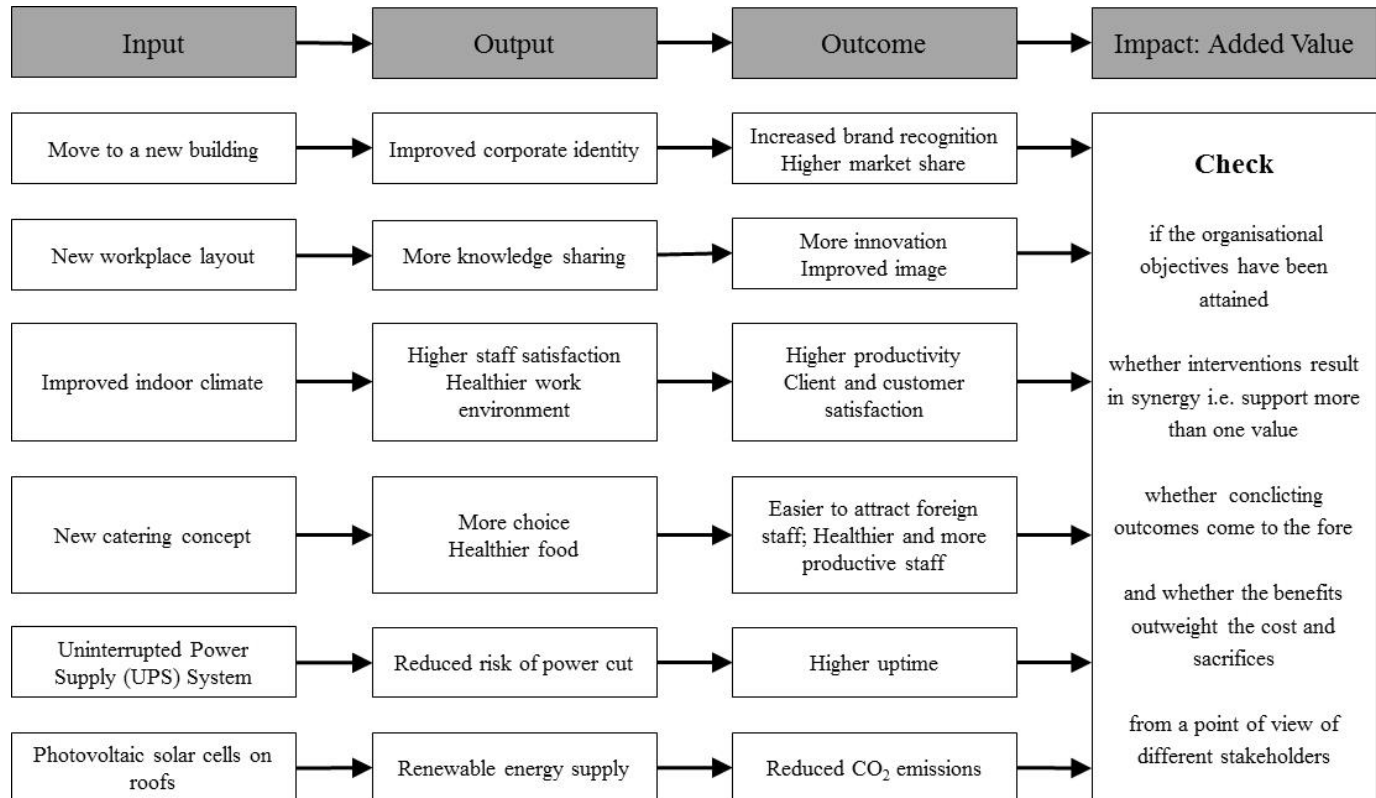 Input
Output
Outcome
Impact: Added Value
Move to a new building
Improved corporate identity
Increased brand recognition
Higher market share
New workplace layout
More knowledge sharing
More innovation
Improved image
Improved indoor climate
Higher staff satisfaction
Healthier work
environment
Higher productivity
Client and customer
satisfaction
New catering concept
More choice
Healthier food
Easier to attract foreign
staff; Healthier and more
productive staff
Uninterrupted Power
Supply (UPS) System
Reduced risk of power cut
Higher uptime
Photovoltaic solar cells on
roofs
Renewable energy supply
Reduced CO₂ emissions
Check
if the organisational
objectives have been
attained
whether interventions result
in synergy i.e. support more
than one value
whether conclicting
outcomes come to the fore
and whether the benefits
outweight the cost and
sacrifices
from a point of view of
different stakeholders